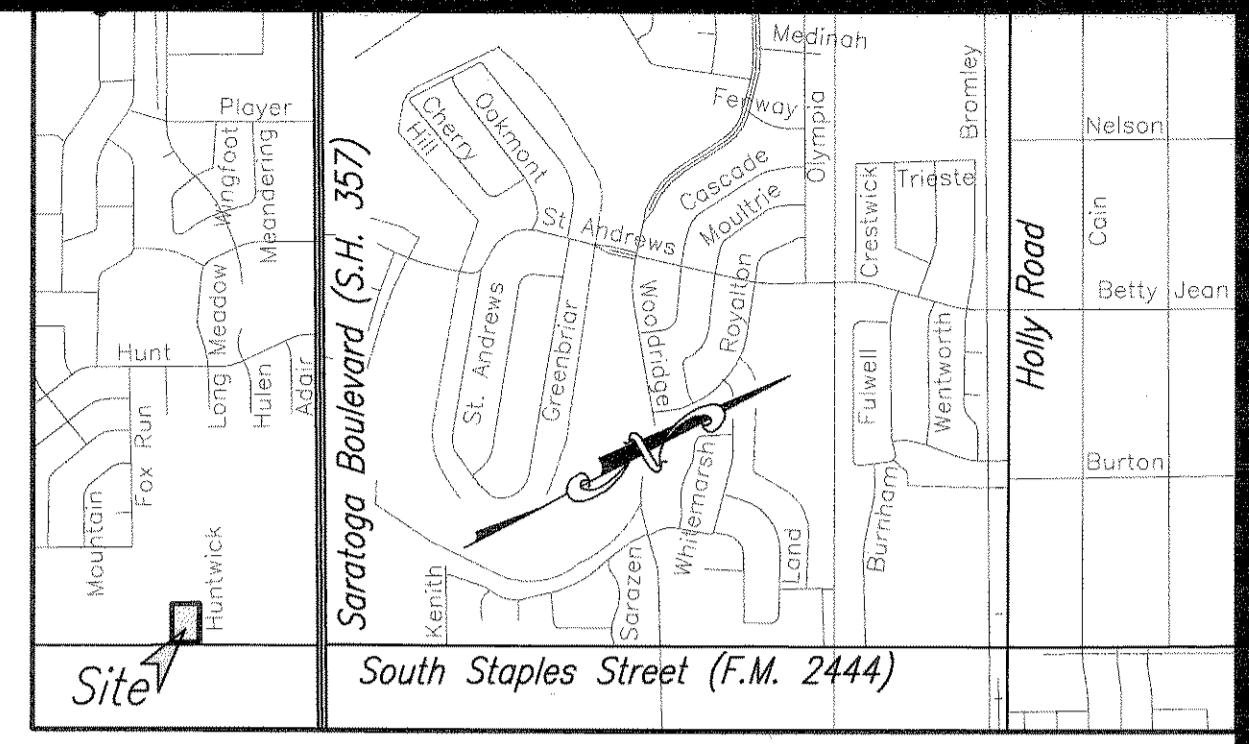 Medinah
Player
Wingfoot
Meandering
Cherry
Hill
Oakmont
Fenway
Olympia
Bromley
Nelson
Saratoga Boulevard (S.H. 357)
Cascade
Moultrie
Crestwick
Trieste
Cain
St. Andrews
Holly Road
Long Meadow
St. Andrews
Greenbriar
Woodridge
Royalton
Betty Jean
Hunt
Hulen
Adair
Fulwell
Wentworth
Fox Run
Mountain
N
Whitemarsh
Burton
Huntwick
Kenith
Sarazen
Land
Burnham
Site
South Staples Street (F.M. 2444)